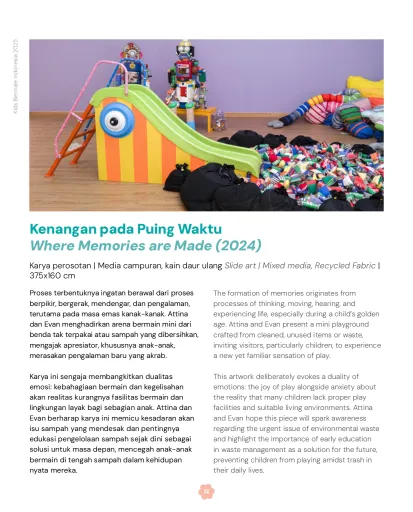 Kids Biennale Indonesia 2025
Kenangan pada Puing Waktu
Where Memories are Made (2024)
Karya perosotan | Media campuran, kain daur ulang Slide art | Mixed media, Recycled Fabric |
375x160 cm
Proses terbentuknya ingatan berawal dari proses
berpikir, bergerak, mendengar, dan pengalaman,
terutama pada masa emas kanak-kanak. Attina
dan Evan menghadirkan arena bermain mini dari
benda tak terpakai atau sampah yang dibersihkan,
mengajak apresiator, khususnya anak-anak,
merasakan pengalaman baru yang akrab.
Karya ini sengaja membangkitkan dualitas
emosi: kebahagiaan bermain dan kegelisahan
akan realitas kurangnya fasilitas bermain dan
lingkungan layak bagi sebagian anak. Attina dan
Evan berharap karya ini memicu kesadaran akan
isu sampah yang mendesak dan pentingnya
edukasi pengelolaan sampah sejak dini sebagai
solusi untuk masa depan, mencegah anak-anak
bermain di tengah sampah dalam kehidupan
nyata mereka.
The formation of memories originates from
processes of thinking, moving, hearing, and
experiencing life, especially during a child's golden
age. Attina and Evan present a mini playground
crafted from cleaned, unused items or waste,
inviting visitors, particularly children, to experience
a new yet familiar sensation of play.
This artwork deliberately evokes a duality of
emotions: the joy of play alongside anxiety about
the reality that many children lack proper play
facilities and suitable living environments. Attina
and Evan hope this piece will spark awareness
regarding the urgent issue of environmental waste
and highlight the importance of early education
in waste management as a solution for the future,
preventing children from playing amidst trash in
their daily lives.